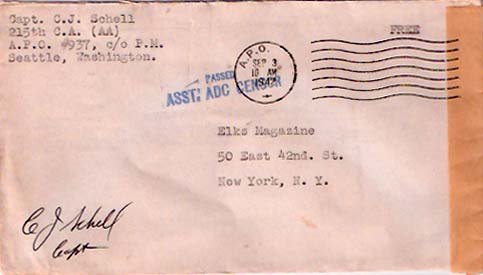 Capt. C.J. Schell
215th C.A. (AA)
A.P.O. #937, c/o P.M.
Seattle, Washington.
FREE
A.P.O.
SEP 3
10 AM
1942
PASSED
ASST. ADC CENSOR
Elks Magazine
50 East 42nd. St.
New York, N. Y.
C J Schell
Capt